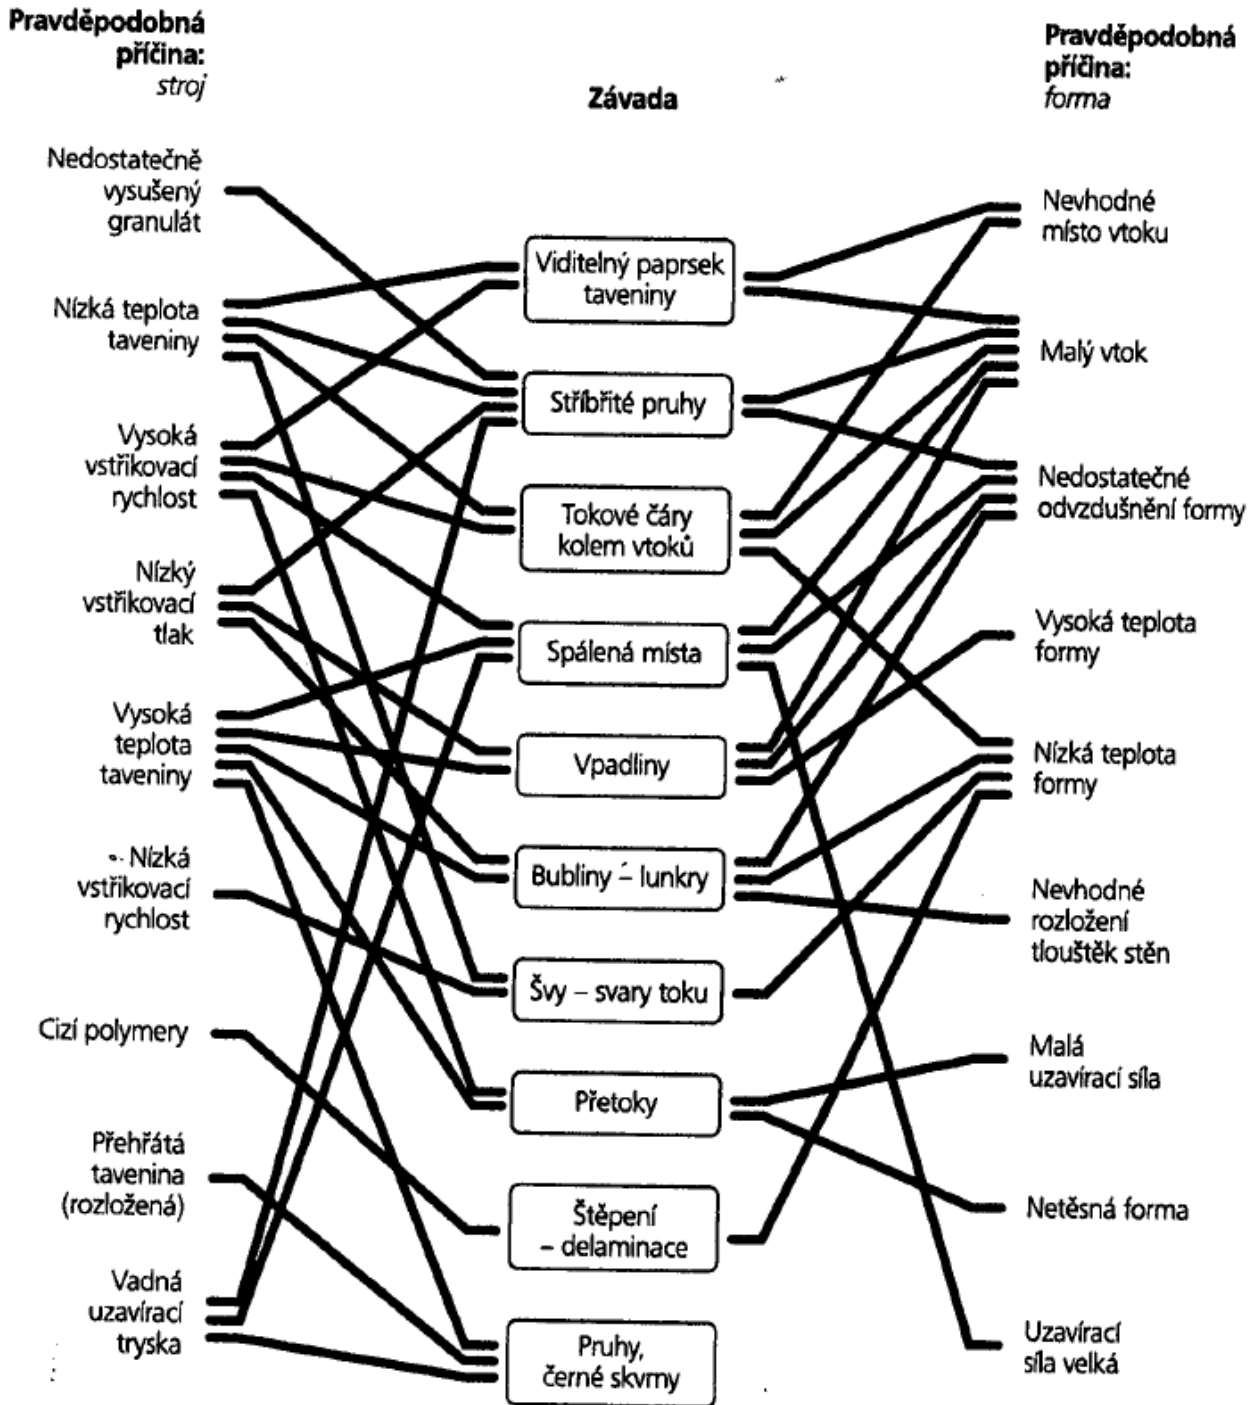 Pravděpodobná
příčina:
stroj
Nedostatečně
vysušený
granulát
Nízká teplota
taveniny
Vysoká
vstřikovací
rychlost
Nízký
vstřikovací
tlak
Vysoká
teplota
taveniny
Nízká
vstřikovací
rychlost
Cizí polymery
Přehřátá
tavenina
(rozložená)
Vadná
uzavírací
tryska
Závada
Viditelný paprsek
taveniny
Stříbřité pruhy
Tokové čáry
kolem vtoků
Spálená místa
Vpadliny
Bubliny – lunkry
Švy – svary toku
Přetoky
Štěpení
– delaminace
Pruhy,
černé skvrny
Pravděpodobná
příčina:
forma
Nevhodné
místo vtoku
Malý vtok
Nedostatečné
odvzdušnění formy
Vysoká teplota
formy
Nízká teplota
formy
Nevhodné
rozložení
tlouštěk stěn
Malá
uzavírací síla
Netěsná forma
Uzavírací
síla velká